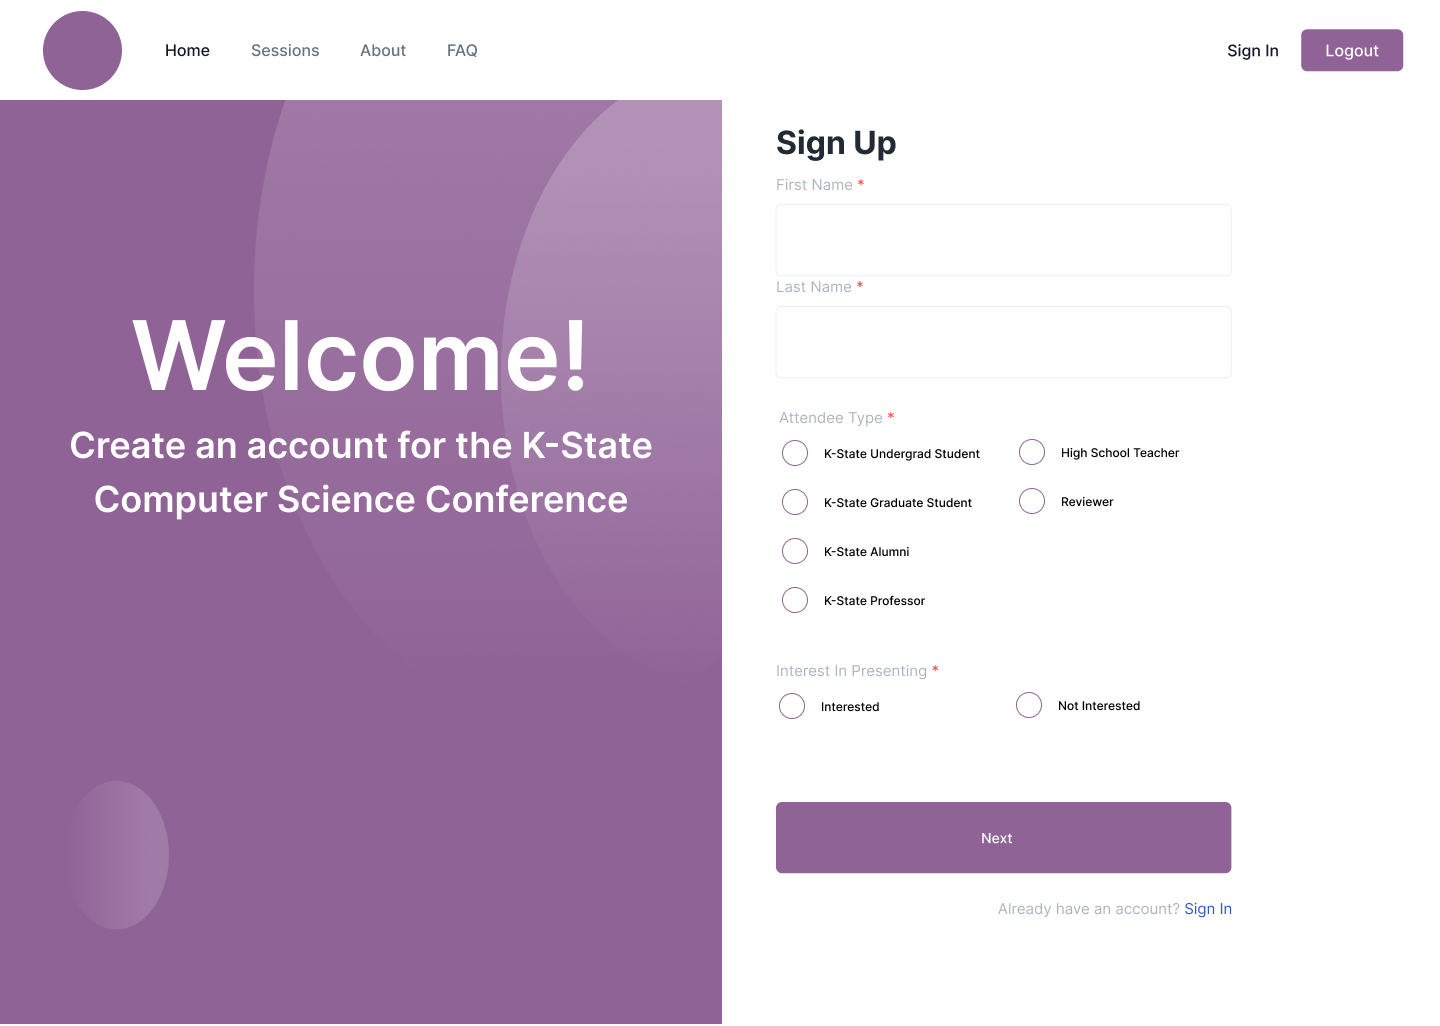 Home Sessions About FAQ Sign In Logout
Welcome!
Create an account for the K-State
Computer Science Conference
Sign Up
First Name *
Last Name *
Attendee Type *
K-State Undergrad Student High School Teacher
K-State Graduate Student Reviewer
K-State Alumni
K-State Professor
Interest In Presenting *
Interested Not Interested
Next
Already have an account? Sign In